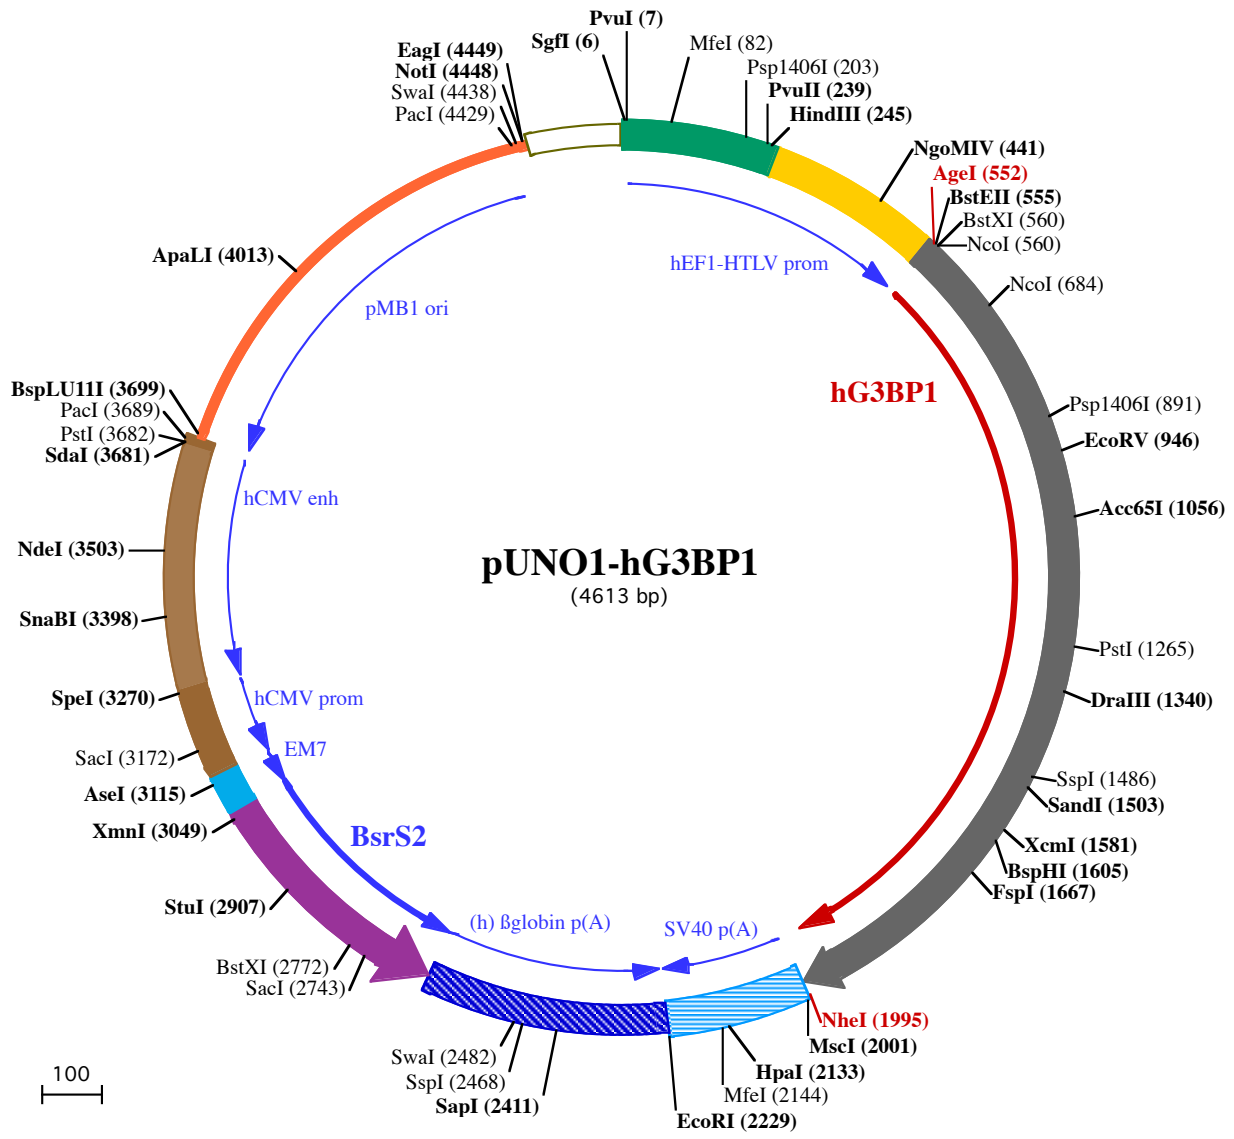 PvuI (7)
SgfI (6)
MfeI (82)
Psp1406I (203)
PvuII (239)
HindIII (245)
NgoMIV (441)
AgeI (552)
BstEII (555)
BstXI (560)
NcoI (560)
NcoI (684)
Psp1406I (891)
EcoRV (946)
Acc65I (1056)
PstI (1265)
DraIII (1340)
SspI (1486)
SandI (1503)
XcmI (1581)
BspHI (1605)
FspI (1667)
NheI (1995)
MscI (2001)
HpaI (2133)
MfeI (2144)
EcoRI (2229)
SapI (2411)
SspI (2468)
SwaI (2482)
SacI (2743)
BstXI (2772)
StuI (2907)
XmnI (3049)
AseI (3115)
SacI (3172)
SpeI (3270)
SnaBI (3398)
NdeI (3503)
SdaI (3681)
PstI (3682)
PacI (3689)
BspLU11I (3699)
ApaLI (4013)
PacI (4429)
SwaI (4438)
NotI (4448)
EagI (4449)
hEF1-HTLV prom
hG3BP1
SV40 p(A)
(h) ßglobin p(A)
BsrS2
EM7
hCMV prom
hCMV enh
pMB1 ori
pUNO1-hG3BP1
(4613 bp)
100